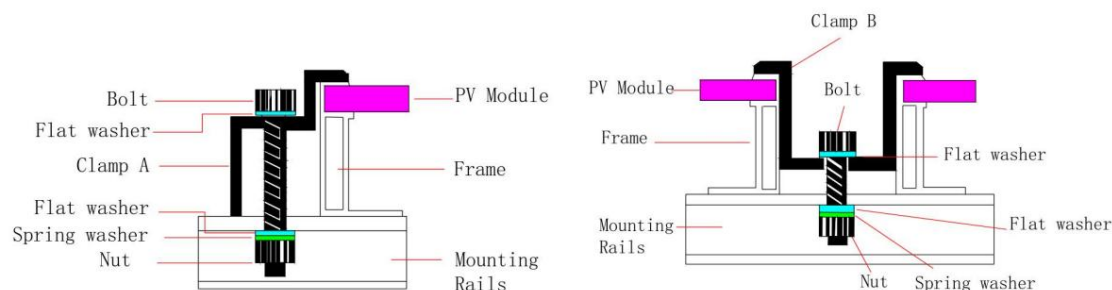 Bolt
Flat washer
Clamp A
Flat washer
Spring washer
Nut
PV Module
Frame
Mounting
Rails
Clamp B
PV Module
Bolt
Frame
Flat washer
Mounting
Rails
Flat washer
Nut
Spring washer